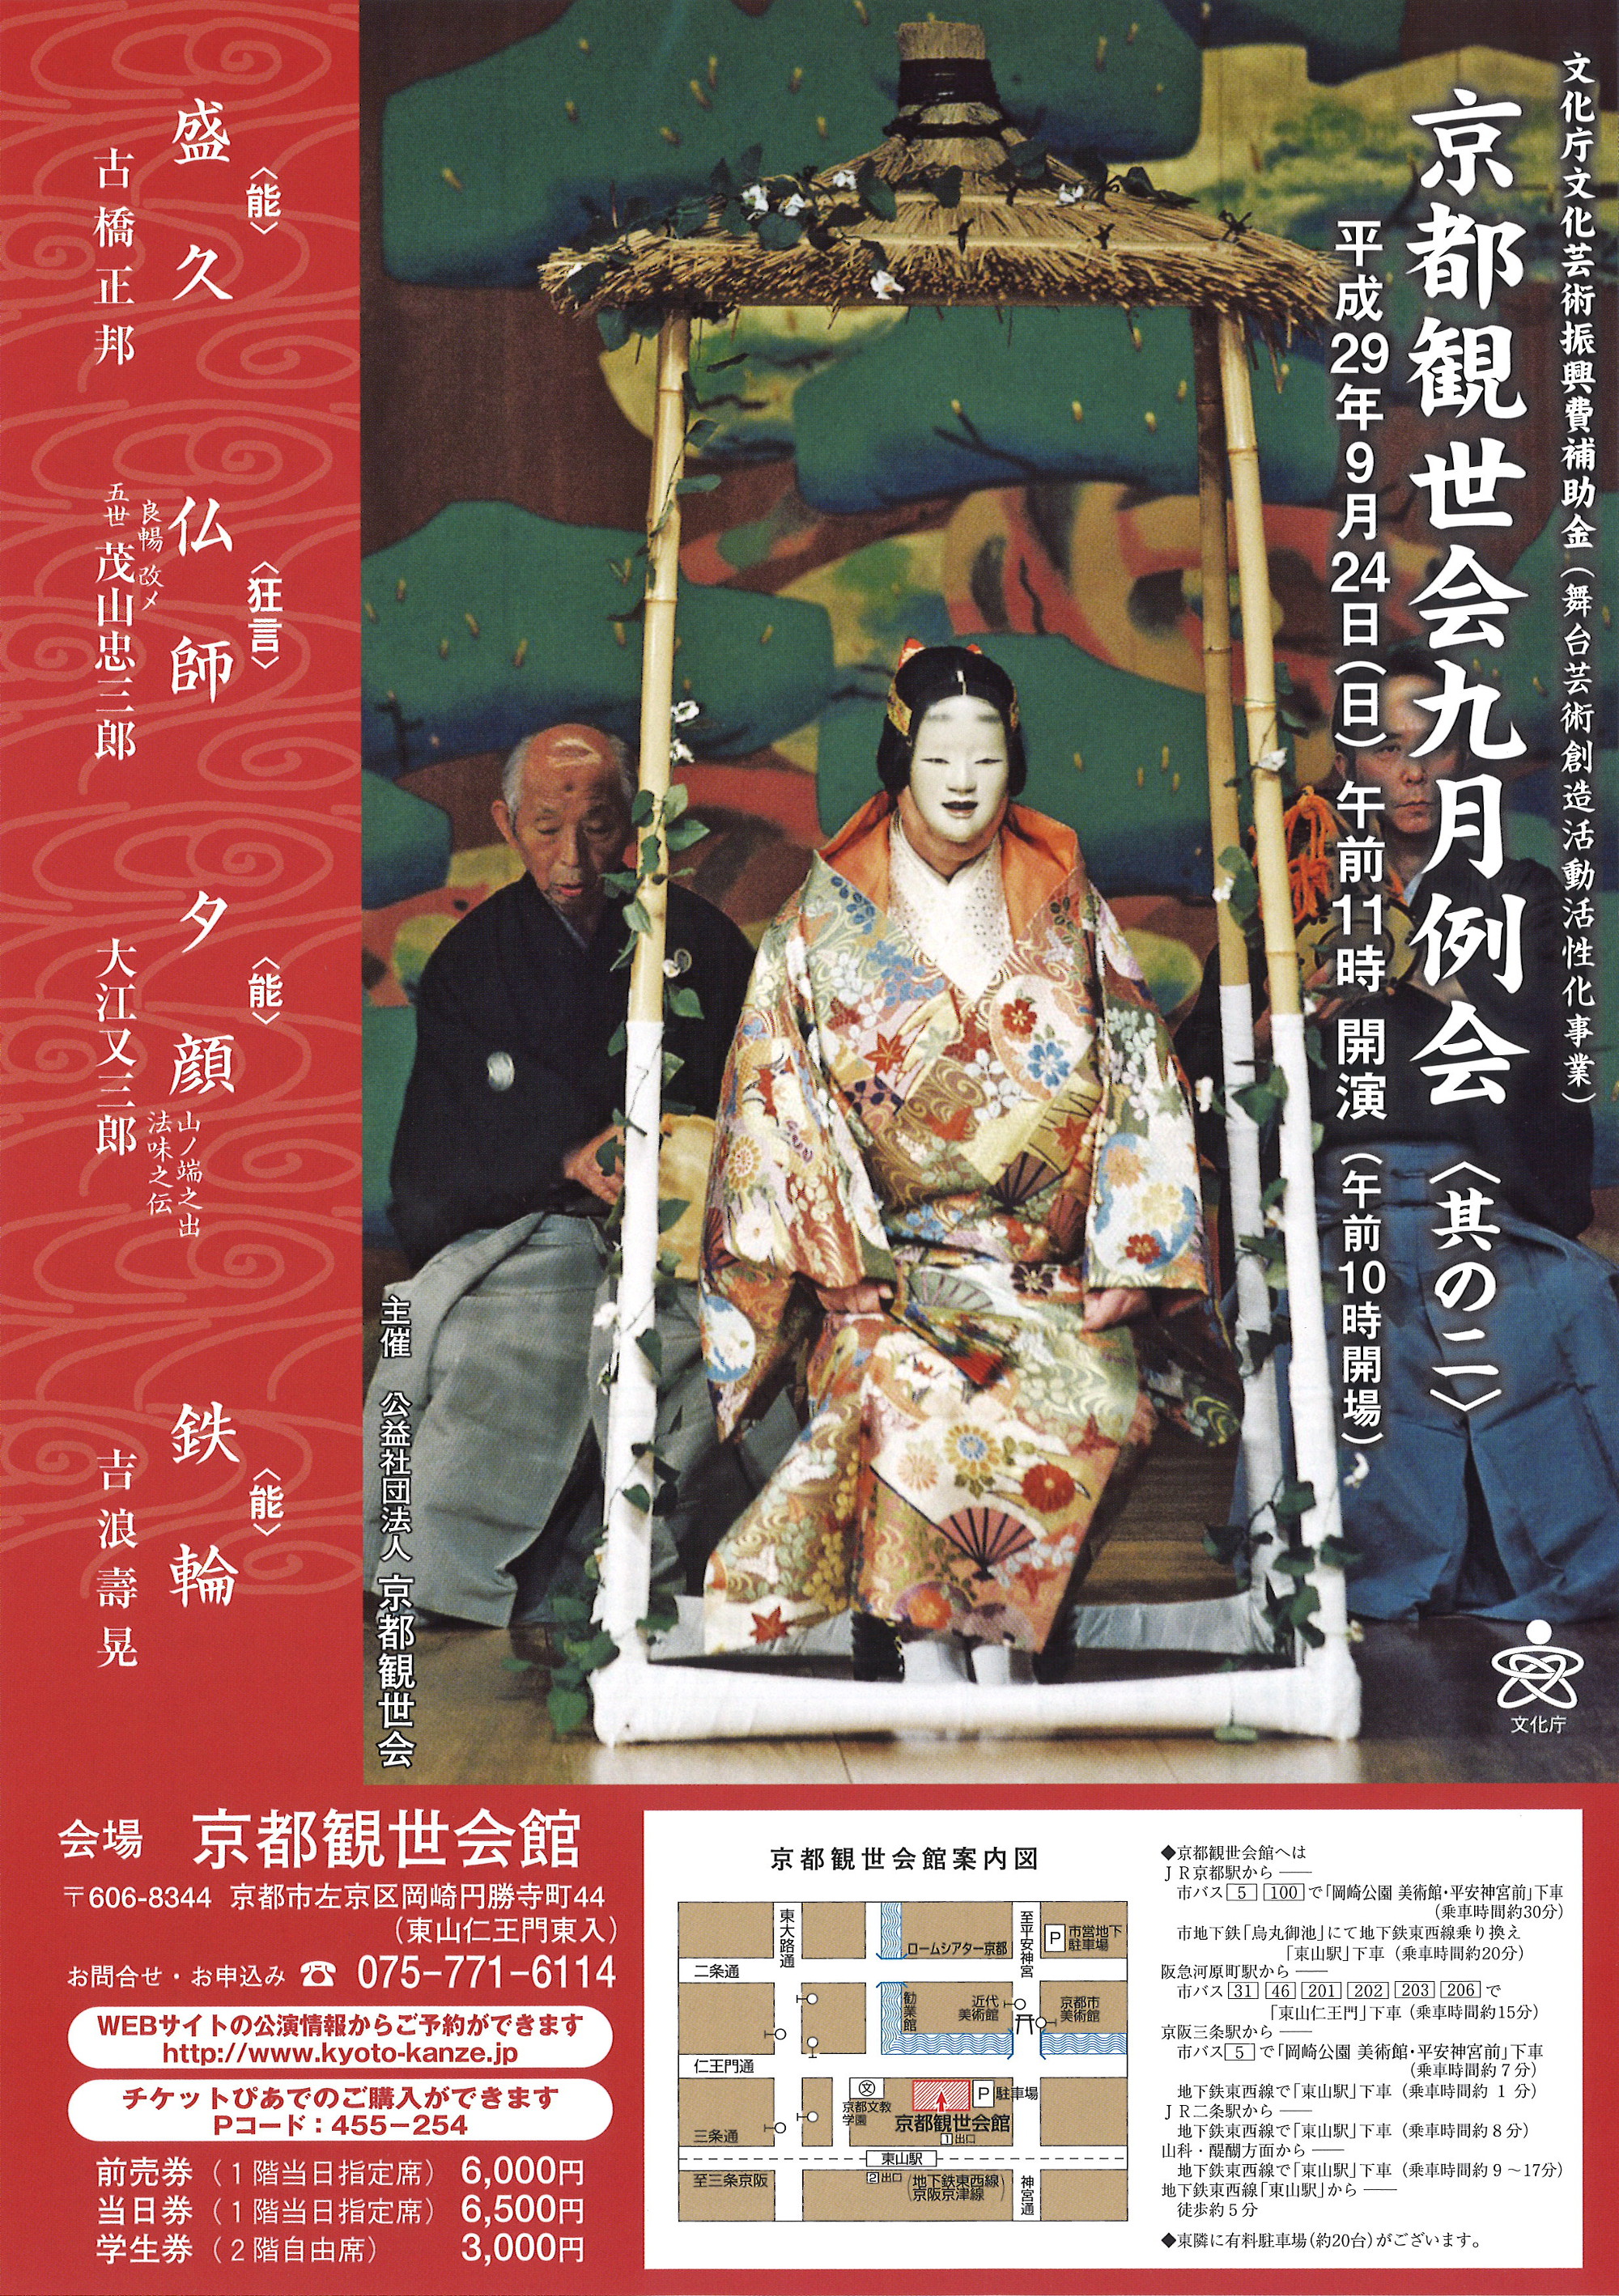 文化庁文化芸術振興費補助金（舞台芸術創造活動活性化事業）
京都観世会九月例会〈其の二〉
平成29年9月24日（日）午前11時 開演（午前10時開場）
文化庁
〈能〉
盛久
古橋正邦
〈狂言〉
仏師
良暢 改メ
五世 茂山忠三郎
〈能〉
夕顔
山ノ端之出
法味之伝
大江又三郎
〈能〉
鉄輪
吉浪壽晃
主催 公益社団法人 京都観世会
会場 京都観世会館
〒606-8344 京都市左京区岡崎円勝寺町44
（東山仁王門東入）
お問合せ・お申込み ☎ 075-771-6114
WEBサイトの公演情報からご予約ができます
http://www.kyoto-kanze.jp
チケットぴあでのご購入ができます
Pコード：455-254
前売券（1階当日指定席）6,000円
当日券（1階当日指定席）6,500円
学生券（2階自由席）3,000円
京都観世会館案内図
東大路通
ロームシアター京都
至平安神宮
P 市営地下
駐車場
二条通
勧業館
近代
美術館
京都市
美術館
仁王門通
文
京都文教
学園
P 駐車場
京都観世会館
1出口
三条通
東山駅
至三条京阪
2出口
（地下鉄東西線
京阪京津線）
神宮通
◆京都観世会館へは
ＪＲ京都駅から ──
市バス 5 100 で「岡崎公園 美術館・平安神宮前」下車
（乗車時間約30分）
市地下鉄「烏丸御池」にて地下鉄東西線乗り換え
「東山駅」下車（乗車時間約20分）
阪急河原町駅から ──
市バス 31 46 201 202 203 206 で
「東山仁王門」下車（乗車時間約15分）
京阪三条駅から ──
市バス 5 で「岡崎公園 美術館・平安神宮前」下車
（乗車時間約７分）
地下鉄東西線で「東山駅」下車（乗車時間約 １ 分）
ＪＲ二条駅から ──
地下鉄東西線で「東山駅」下車（乗車時間約８分）
山科・醍醐方面から ──
地下鉄東西線で「東山駅」下車（乗車時間約９～17分）
地下鉄東西線「東山駅」から ──
徒歩約５分
◆東隣に有料駐車場（約20台）がございます。